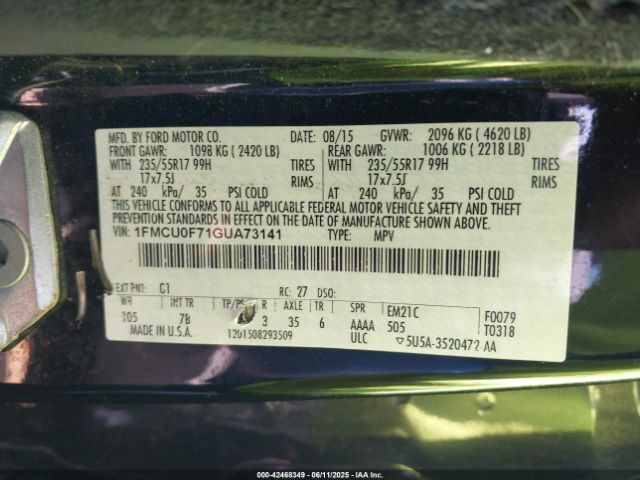 MFD. BY FORD MOTOR CO. DATE: 08/15 GVWR: 2096 KG ( 4620 LB)
FRONT GAWR: 1098 KG ( 2420 LB) REAR GAWR: 1006 KG ( 2218 LB)
WITH 235/55R17 99H TIRES WITH 235/55R17 99H TIRES
17x7.5J RIMS 17x7.5J RIMS
AT 240 kPa/ 35 PSI COLD AT 240 kPa/ 35 PSI COLD
THIS VEHICLE CONFORMS TO ALL APPLICABLE FEDERAL MOTOR VEHICLE SAFETY AND THEFT
PREVENTION STANDARDS IN EFFECT ON THE DATE OF MANUFACTURE SHOWN ABOVE.
VIN: 1FMCU0F71GUA73141 TYPE: MPV
EXT PNT: G1 RC: 27 DSO:
WB INT TR TP/PS R AXLE TR SPR EM21C F0079
105 7B 3 35 6 AAAA 505 T0318
MADE IN U.S.A. 1201508293509 ULC ▽5U5A-3520472-AA
000-42468349 - 06/11/2025 - IAA Inc.